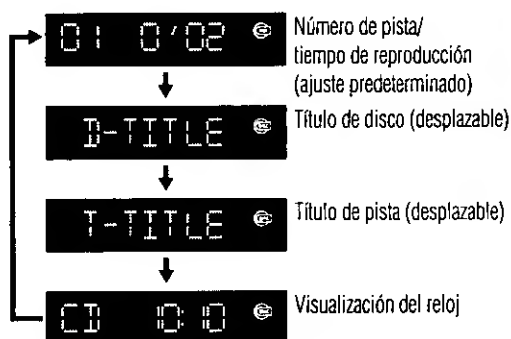 01 0'02
Número de pista/
tiempo de reproducción
(ajuste predeterminado)
D-TITLE
Título de disco (desplazable)
T-TITLE
Título de pista (desplazable)
CD 10:10
Visualización del reloj